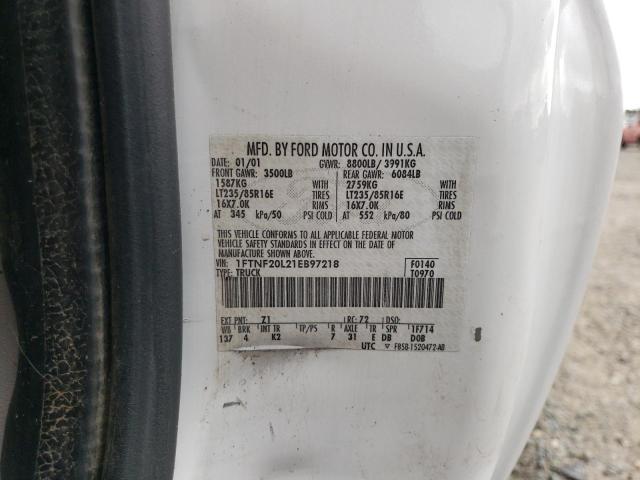 MFD. BY FORD MOTOR CO. IN U.S.A.
DATE: 01/01 GVWR: 8800LB/ 3991KG
FRONT GAWR: 3500LB REAR GAWR: 6084LB
1587KG WITH 2759KG WITH
LT235/85R16E TIRES LT235/85R16E TIRES
16X7.0K RIMS 16X7.0K RIMS
AT 345 kPa/50 PSI COLD AT 552 kPa/80 PSI COLD
THIS VEHICLE CONFORMS TO ALL APPLICABLE FEDERAL MOTOR
VEHICLE SAFETY STANDARDS IN EFFECT ON THE DATE OF
MANUFACTURE SHOWN ABOVE.
VIN: 1FTNF20L21EB97218 F0140
TYPE: TRUCK T0970
EXT PNT: Z1 RC: 72 DSO:
WB BRK INT TR TP/PS R AXLE TR SPR 1F714
137 4 K2 7 31 E DB DOB
UTC F85B-1520472-AB